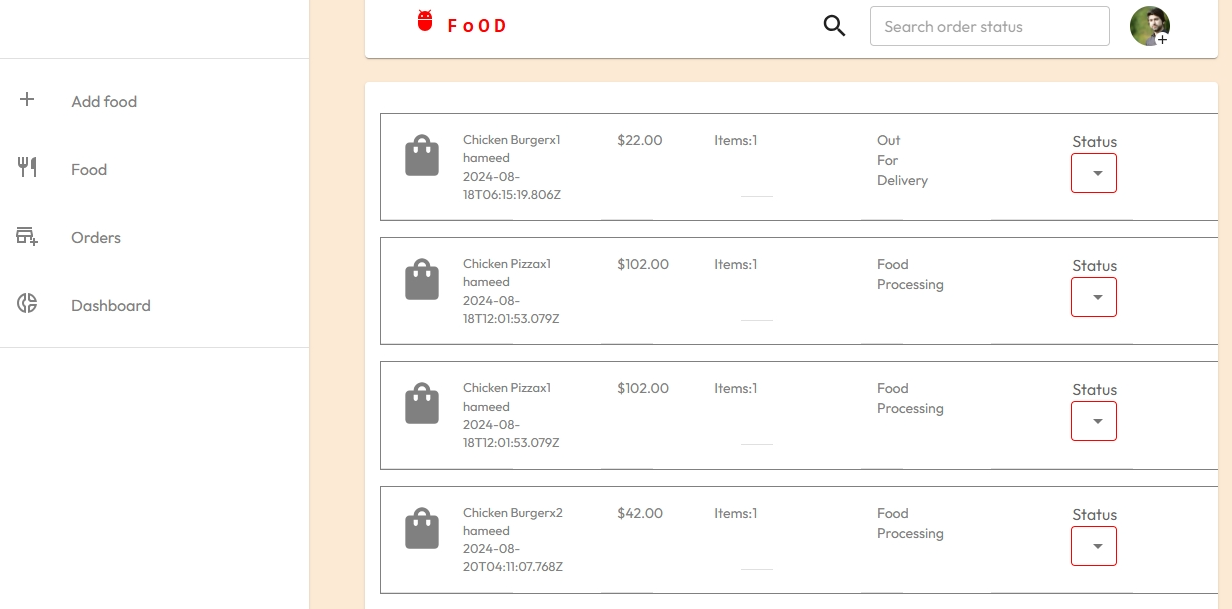 FoOD
Search order status
Add food
Food
Orders
Dashboard
Chicken Burgerx1
hameed
2024-08-
18T06:15:19.806Z
$22.00
Items:1
Out
For
Delivery
Status
Chicken Pizzax1
hameed
2024-08-
18T12:01:53.079Z
$102.00
Items:1
Food
Processing
Status
Chicken Pizzax1
hameed
2024-08-
18T12:01:53.079Z
$102.00
Items:1
Food
Processing
Status
Chicken Burgerx2
hameed
2024-08-
20T04:11:07.768Z
$42.00
Items:1
Food
Processing
Status